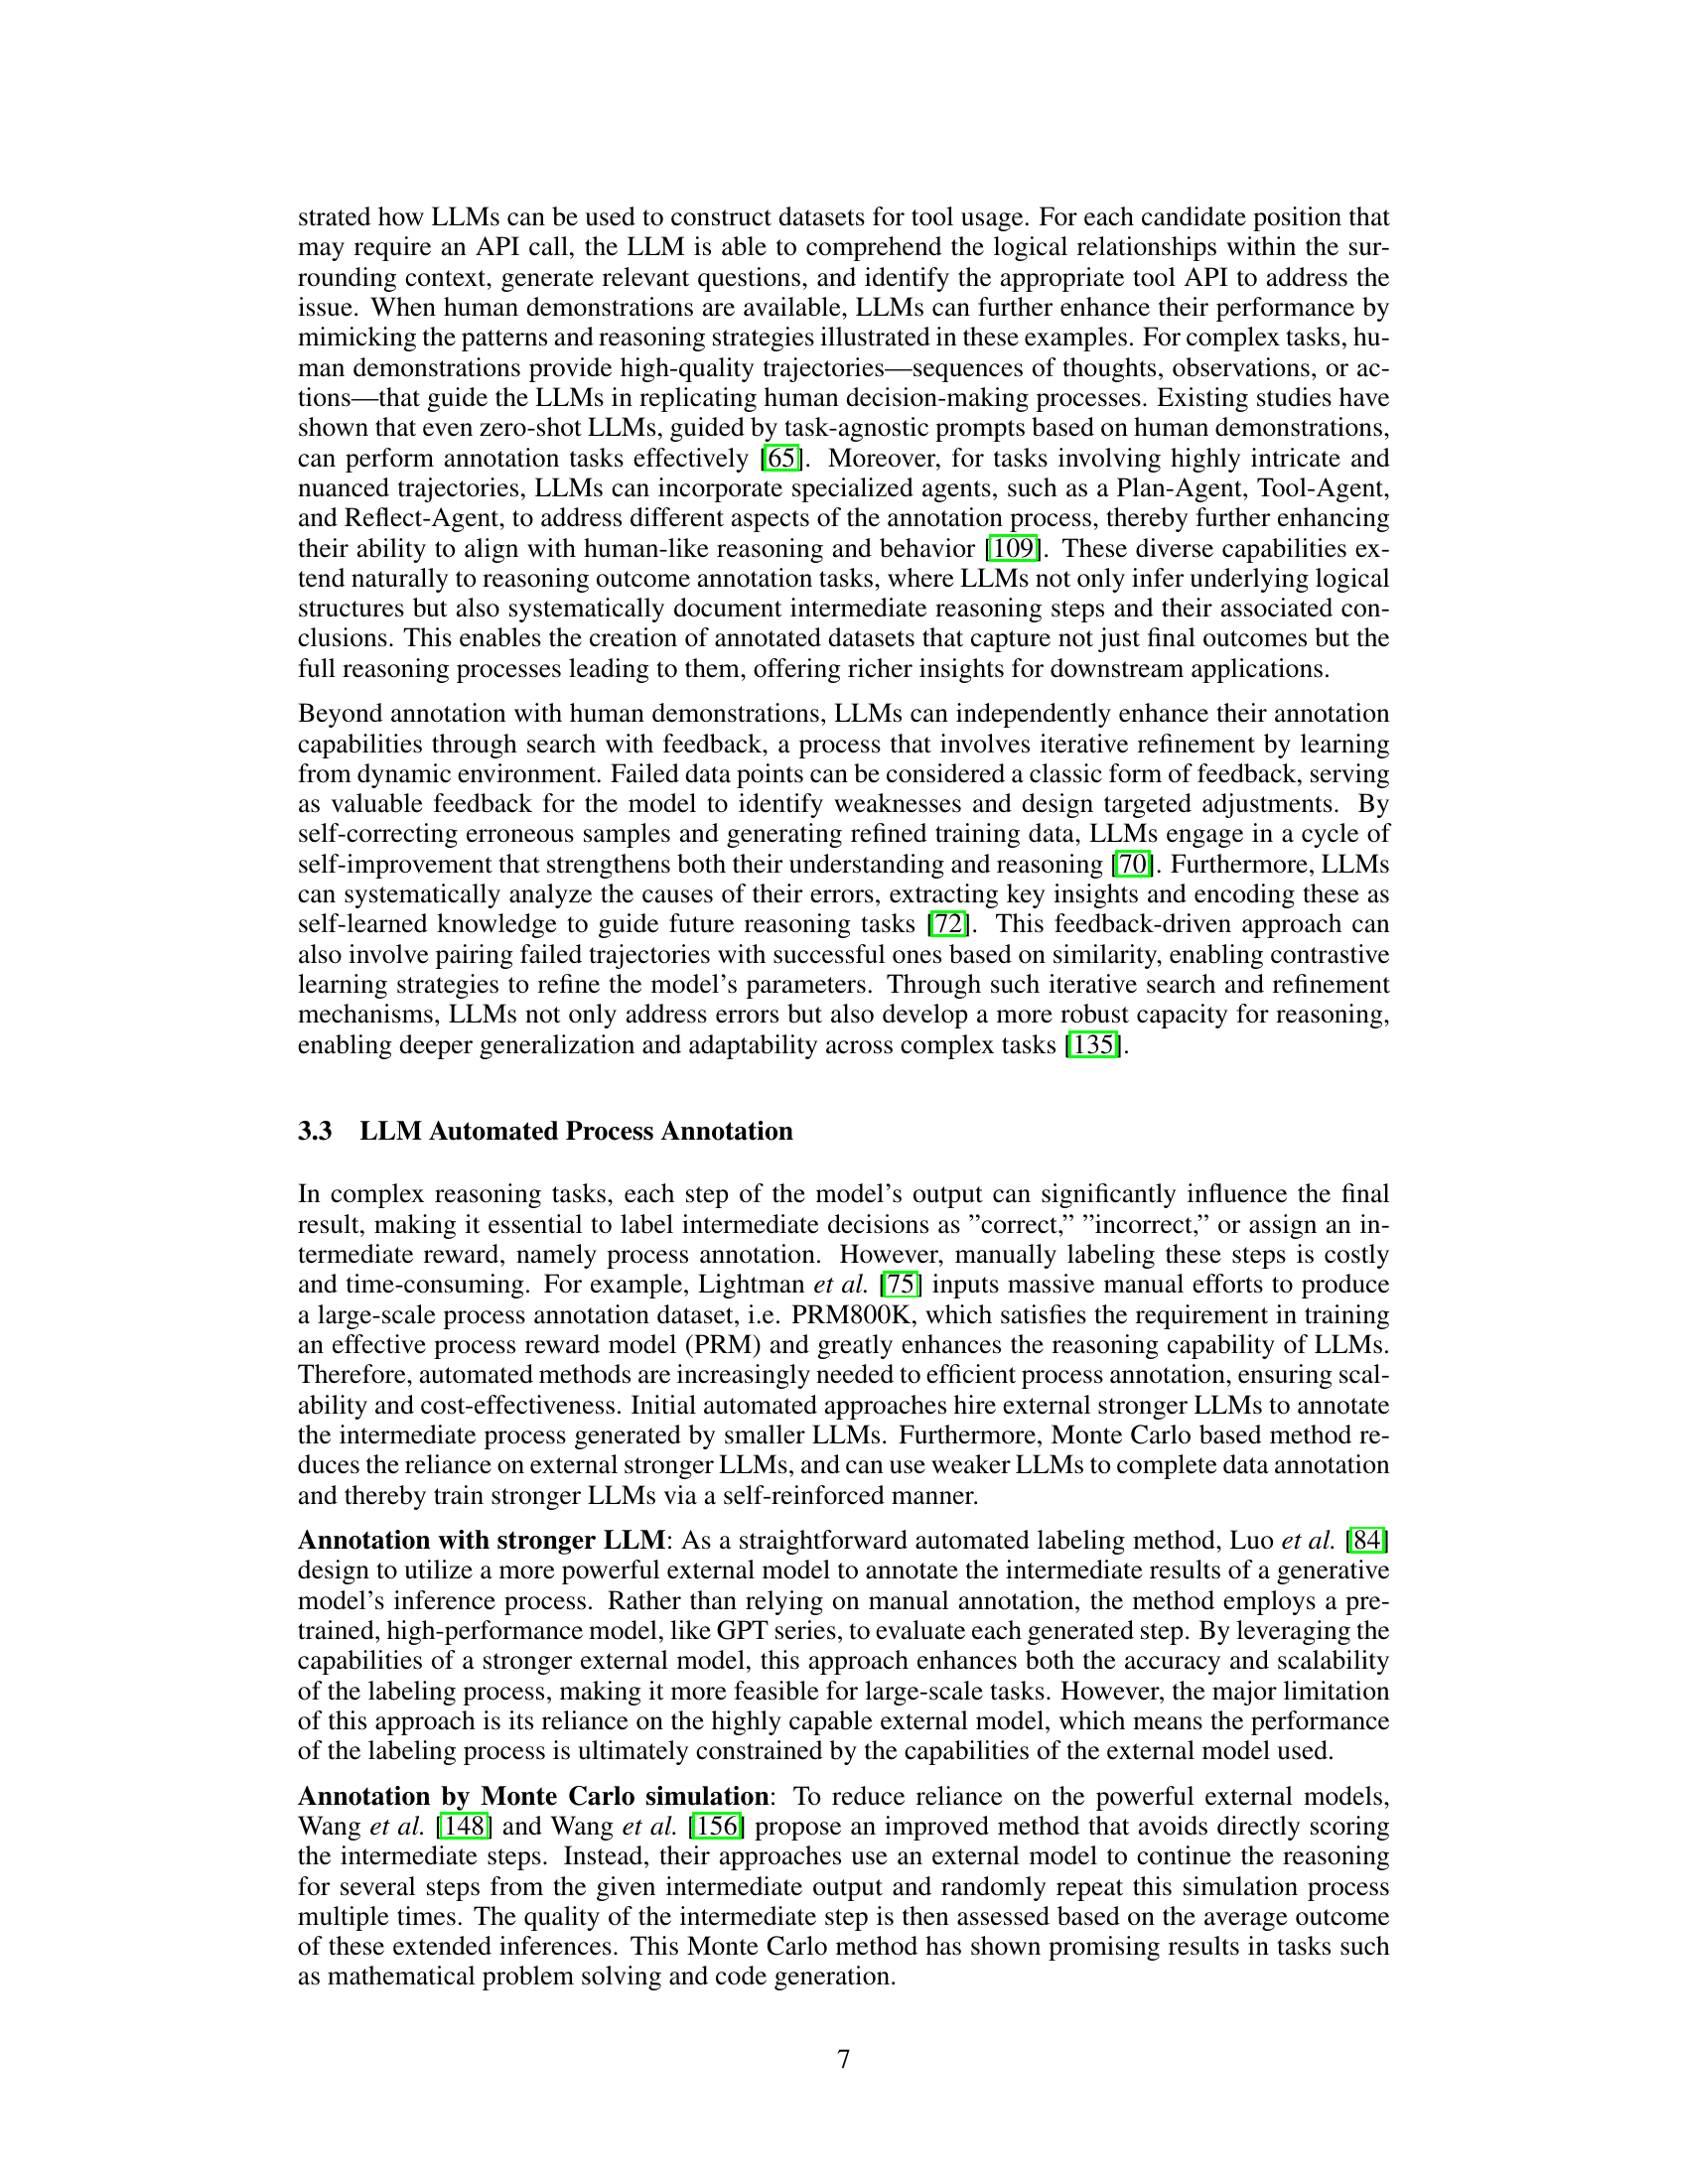 strated how LLMs can be used to construct datasets for tool usage. For each candidate position that
may require an API call, the LLM is able to comprehend the logical relationships within the sur-
rounding context, generate relevant questions, and identify the appropriate tool API to address the
issue. When human demonstrations are available, LLMs can further enhance their performance by
mimicking the patterns and reasoning strategies illustrated in these examples. For complex tasks, hu-
man demonstrations provide high-quality trajectories—sequences of thoughts, observations, or ac-
tions—that guide the LLMs in replicating human decision-making processes. Existing studies have
shown that even zero-shot LLMs, guided by task-agnostic prompts based on human demonstrations,
can perform annotation tasks effectively [65]. Moreover, for tasks involving highly intricate and
nuanced trajectories, LLMs can incorporate specialized agents, such as a Plan-Agent, Tool-Agent,
and Reflect-Agent, to address different aspects of the annotation process, thereby further enhancing
their ability to align with human-like reasoning and behavior [109]. These diverse capabilities ex-
tend naturally to reasoning outcome annotation tasks, where LLMs not only infer underlying logical
structures but also systematically document intermediate reasoning steps and their associated con-
clusions. This enables the creation of annotated datasets that capture not just final outcomes but the
full reasoning processes leading to them, offering richer insights for downstream applications.
Beyond annotation with human demonstrations, LLMs can independently enhance their annotation
capabilities through search with feedback, a process that involves iterative refinement by learning
from dynamic environment. Failed data points can be considered a classic form of feedback, serving
as valuable feedback for the model to identify weaknesses and design targeted adjustments. By
self-correcting erroneous samples and generating refined training data, LLMs engage in a cycle of
self-improvement that strengthens both their understanding and reasoning [70]. Furthermore, LLMs
can systematically analyze the causes of their errors, extracting key insights and encoding these as
self-learned knowledge to guide future reasoning tasks [72]. This feedback-driven approach can
also involve pairing failed trajectories with successful ones based on similarity, enabling contrastive
learning strategies to refine the model's parameters. Through such iterative search and refinement
mechanisms, LLMs not only address errors but also develop a more robust capacity for reasoning,
enabling deeper generalization and adaptability across complex tasks [135].
3.3 LLM Automated Process Annotation
In complex reasoning tasks, each step of the model's output can significantly influence the final
result, making it essential to label intermediate decisions as ”correct,” ”incorrect,” or assign an in-
termediate reward, namely process annotation. However, manually labeling these steps is costly
and time-consuming. For example, Lightman et al. [75] inputs massive manual efforts to produce
a large-scale process annotation dataset, i.e. PRM800K, which satisfies the requirement in training
an effective process reward model (PRM) and greatly enhances the reasoning capability of LLMs.
Therefore, automated methods are increasingly needed to efficient process annotation, ensuring scal-
ability and cost-effectiveness. Initial automated approaches hire external stronger LLMs to annotate
the intermediate process generated by smaller LLMs. Furthermore, Monte Carlo based method re-
duces the reliance on external stronger LLMs, and can use weaker LLMs to complete data annotation
and thereby train stronger LLMs via a self-reinforced manner.
Annotation with stronger LLM: As a straightforward automated labeling method, Luo et al. [84]
design to utilize a more powerful external model to annotate the intermediate results of a generative
model's inference process. Rather than relying on manual annotation, the method employs a pre-
trained, high-performance model, like GPT series, to evaluate each generated step. By leveraging the
capabilities of a stronger external model, this approach enhances both the accuracy and scalability
of the labeling process, making it more feasible for large-scale tasks. However, the major limitation
of this approach is its reliance on the highly capable external model, which means the performance
of the labeling process is ultimately constrained by the capabilities of the external model used.
Annotation by Monte Carlo simulation: To reduce reliance on the powerful external models,
Wang et al. [148] and Wang et al. [156] propose an improved method that avoids directly scoring
the intermediate steps. Instead, their approaches use an external model to continue the reasoning
for several steps from the given intermediate output and randomly repeat this simulation process
multiple times. The quality of the intermediate step is then assessed based on the average outcome
of these extended inferences. This Monte Carlo method has shown promising results in tasks such
as mathematical problem solving and code generation.
7